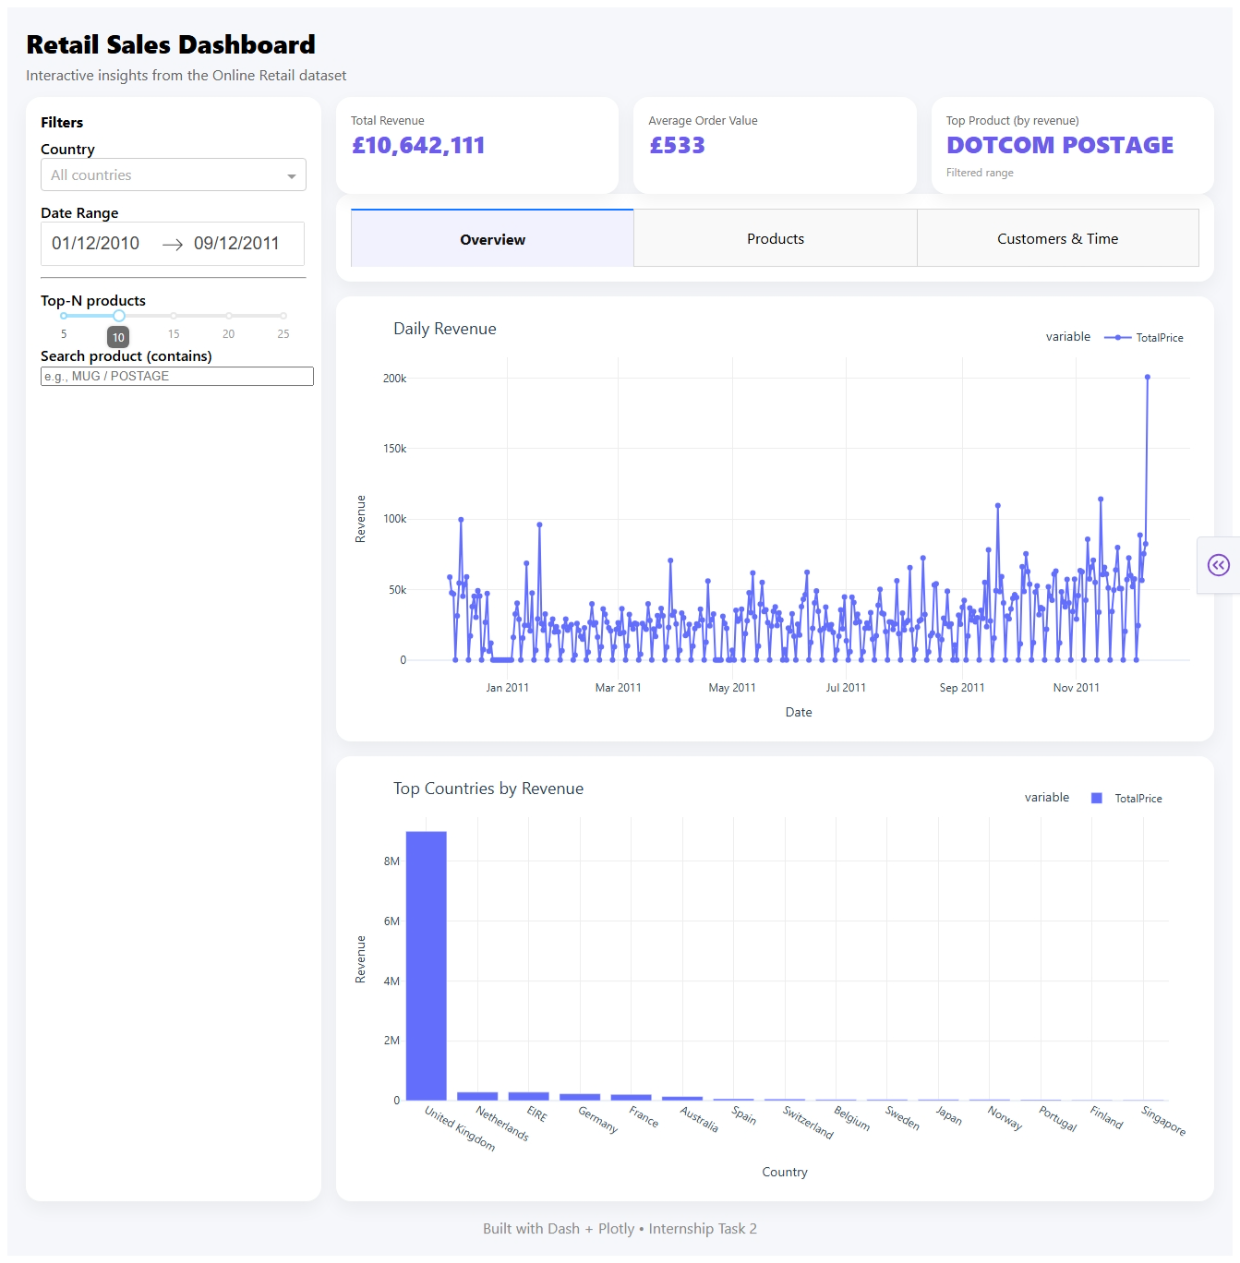 Retail Sales Dashboard
Interactive insights from the Online Retail dataset
Filters
Country
All countries
Date Range
01/12/2010 → 09/12/2011
Top-N products
5 10 15 20 25
Search product (contains)
e.g., MUG / POSTAGE
Total Revenue
£10,642,111
Average Order Value
£533
Top Product (by revenue)
DOTCOM POSTAGE
Filtered range
Overview
Products
Customers & Time
Daily Revenue
variable TotalPrice
200k
150k
100k
50k
0
Revenue
Jan 2011 Mar 2011 May 2011 Jul 2011 Sep 2011 Nov 2011
Date
Top Countries by Revenue
variable TotalPrice
8M
6M
4M
2M
0
Revenue
United Kingdom Netherlands EIRE Germany France Australia Spain Switzerland Belgium Sweden Japan Norway Portugal Finland Singapore
Country
Built with Dash + Plotly • Internship Task 2